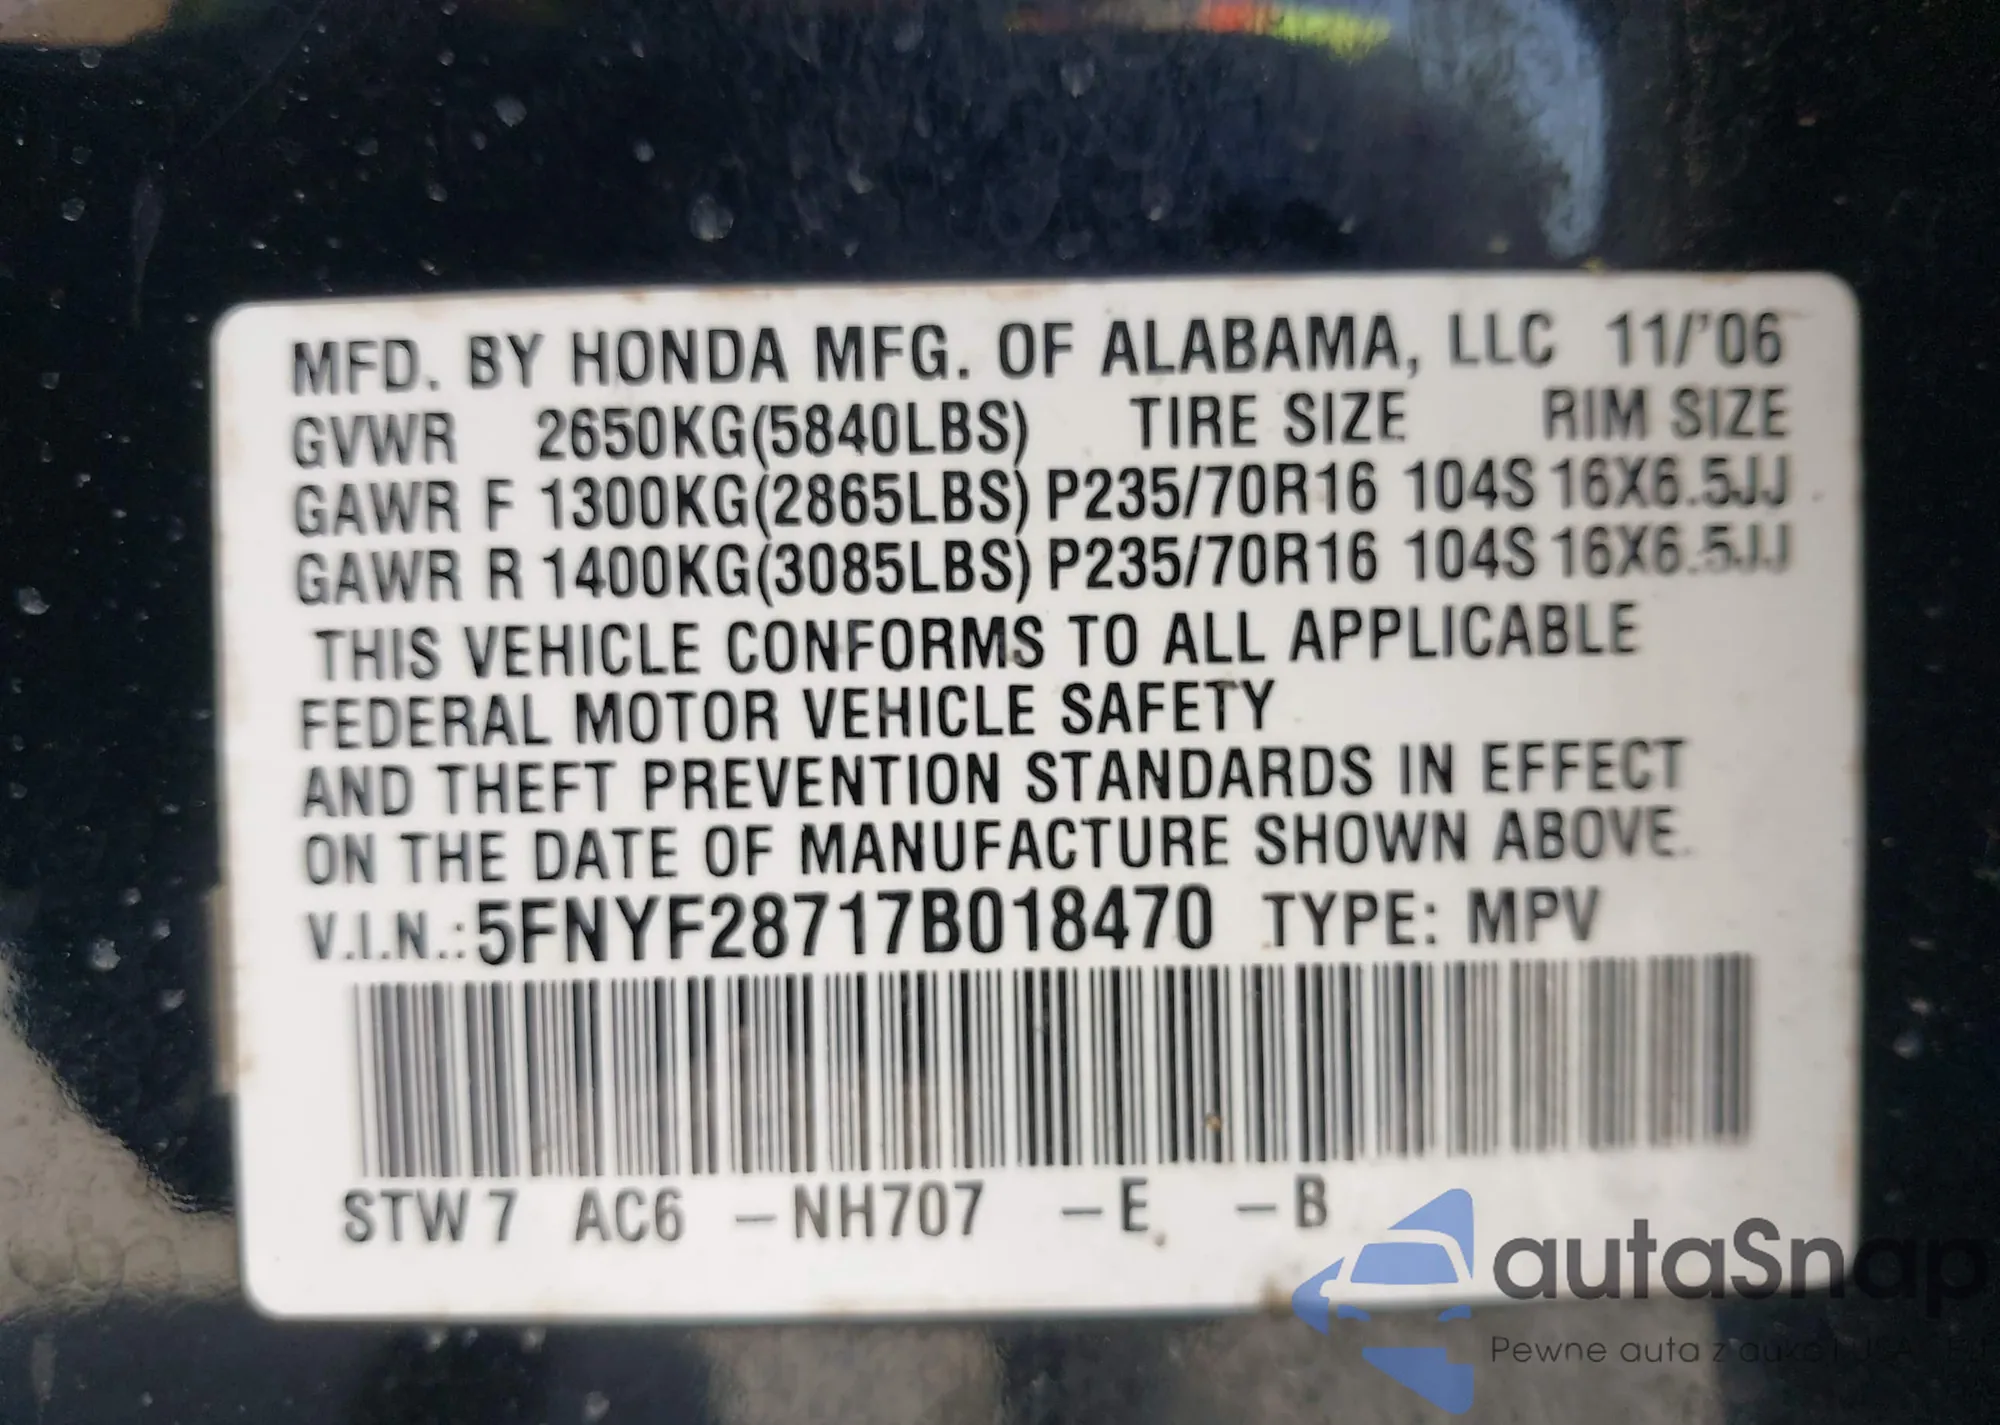 MFD. BY HONDA MFG. OF ALABAMA, LLC 11/'06
GVWR 2650KG(5840LBS) TIRE SIZE RIM SIZE
GAWR F 1300KG(2865LBS) P235/70R16 104S 16X6.5JJ
GAWR R 1400KG(3085LBS) P235/70R16 104S 16X6.5JJ
THIS VEHICLE CONFORMS TO ALL APPLICABLE
FEDERAL MOTOR VEHICLE SAFETY
AND THEFT PREVENTION STANDARDS IN EFFECT
ON THE DATE OF MANUFACTURE SHOWN ABOVE.
V.I.N.: 5FNYF28717B018470 TYPE: MPV
STW7 AC6 –NH707 –E –B
autaSnap
Pewne auta z